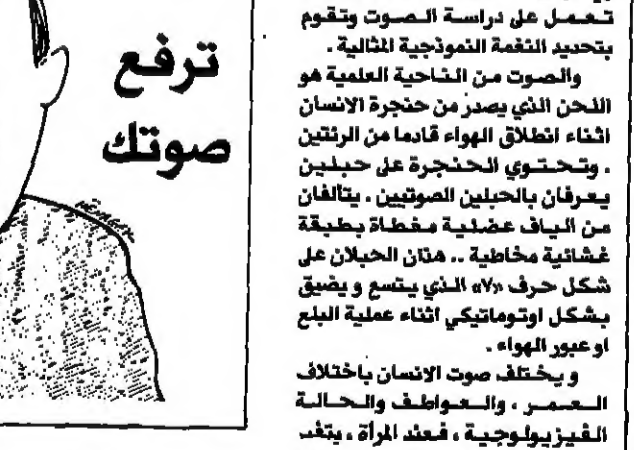 تعمل على دراسة الصوت وتقوم
بتحديد النغمة النموذجية المثالية .
والصوت من الناحية العلمية هو
اللحن الذي يصدر من حنجرة الانسان
اثناء انطلاق الهواء قادما من الرئتين
. وتحتوي الحنجرة على حبلين
يعرفان بالحبلين الصوتيين ، يتالفان
من الياف عضلية مغطاة بطبقة
غشائية مخاطية .. هذان الحبلان على
شكل حرف «v» الذي يتسع و يضيق
بشكل اوتوماتيكي اثناء عملية البلع
او عبور الهواء .
و يختلف صوت الانسان باختلاف
العمر ، والعواطف والحالة
الفيزيولوجية ، فعند المرأة ، يتغير
ترفع
صوتك